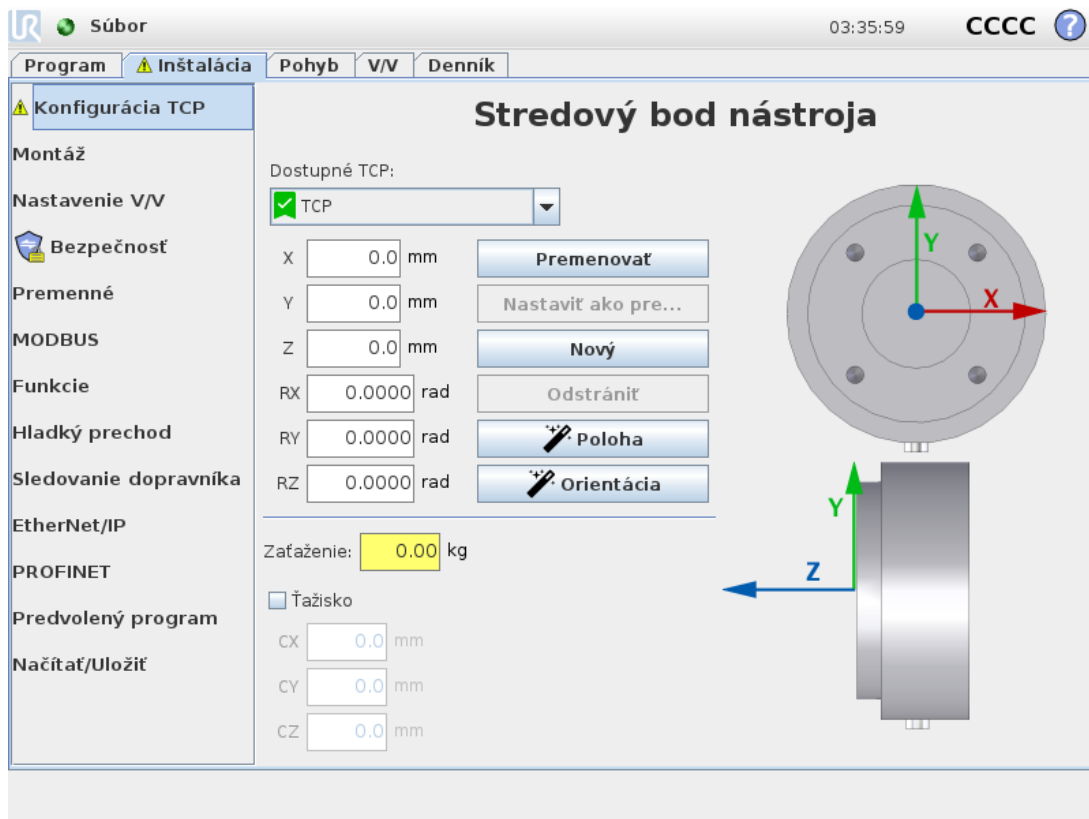 UR Súbor 03:35:59 CCCC ?
Program Inštalácia Pohyb V/V Denník
Konfigurácia TCP
Montáž
Nastavenie V/V
Bezpečnosť
Premenné
MODBUS
Funkcie
Hladký prechod
Sledovanie dopravníka
EtherNet/IP
PROFINET
Predvolený program
Načítať/Uložiť
Stredový bod nástroja
Dostupné TCP:
TCP
X 0.0 mm Premenovať
Y 0.0 mm Nastaviť ako pre...
Z 0.0 mm Nový
RX 0.0000 rad Odstrániť
RY 0.0000 rad Poloha
RZ 0.0000 rad Orientácia
Zaťaženie: 0.00 kg
Ťažisko
CX 0.0 mm
CY 0.0 mm
CZ 0.0 mm
Y
X
Y
Z